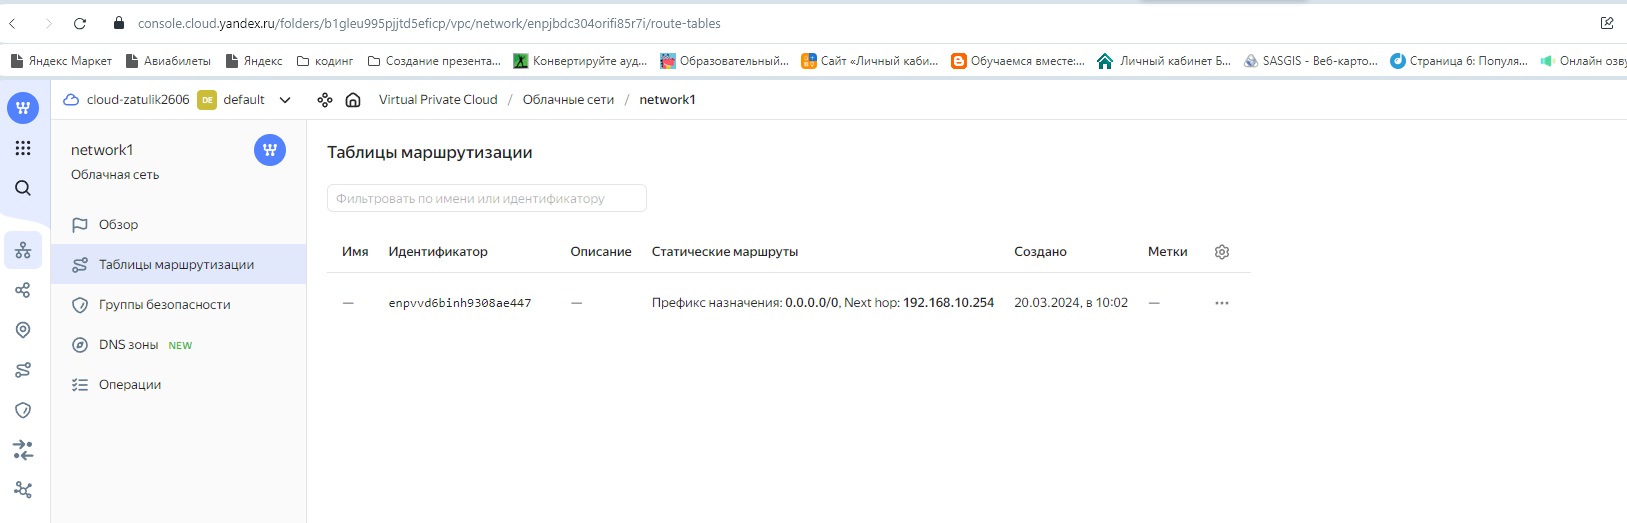 console.cloud.yandex.ru/folders/b1gleu995pjjtd5eficp/vpc/network/enpjbdc304orifi85r7i/route-tables
Яндекс Маркет Авиабилеты Яндекс кодинг Создание презента... Конвертируйте ауд... Образовательный... Сайт «Личный каби... Обучаемся вместе:... Личный кабинет Б... SASGIS - Веб-карто... Страница 6: Популя... Онлайн озву
cloud-zatulik2606 DE default Virtual Private Cloud / Облачные сети / network1
network1
Облачная сеть
Обзор
Таблицы маршрутизации
Группы безопасности
DNS зоны NEW
Операции
Таблицы маршрутизации
Фильтровать по имени или идентификатору
Имя Идентификатор Описание Статические маршруты Создано Метки
— enpvvd6binh9308ae447 — Префикс назначения: 0.0.0.0/0, Next hop: 192.168.10.254 20.03.2024, в 10:02 —